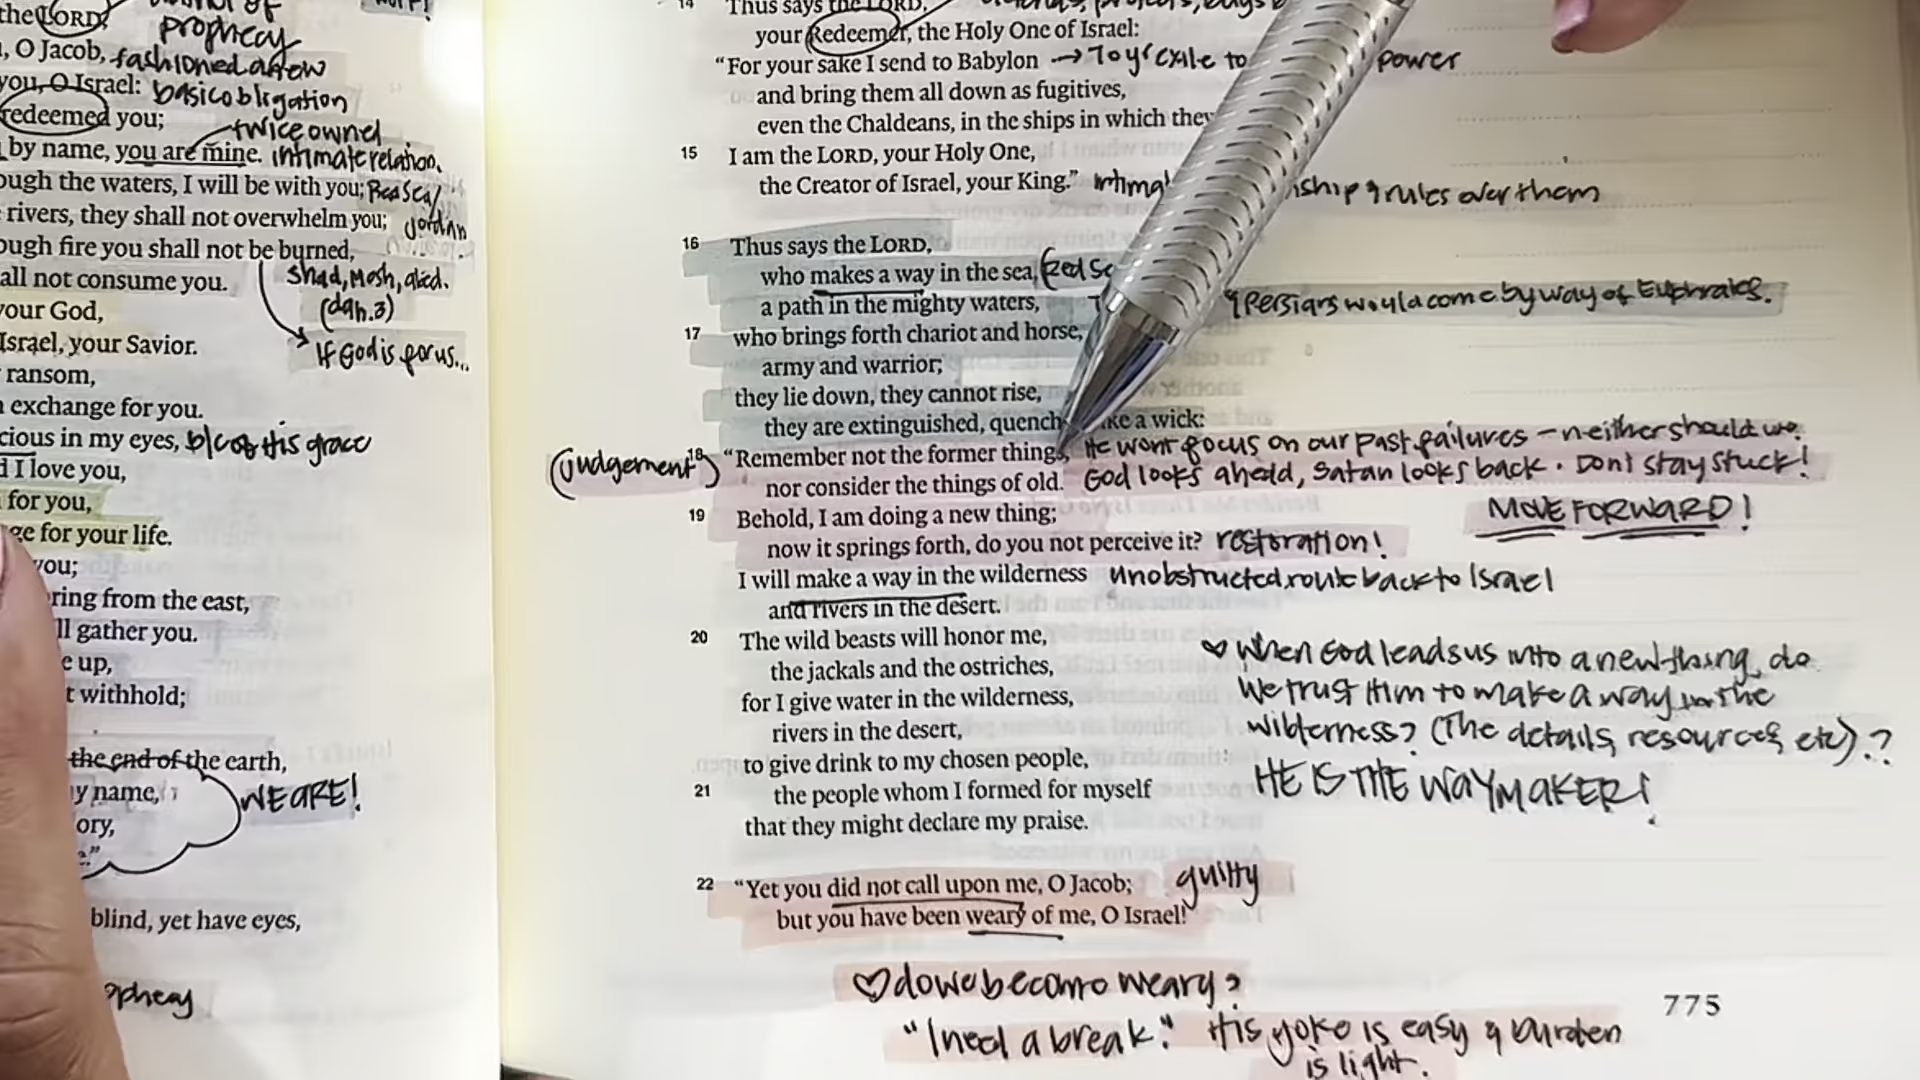 the LORD,
prophecy
, O Jacob, fashioned anew
you, O Israel: basic obligation
redeemed you; twice owned
by name, you are mine. intimate relation.
ough the waters, I will be with you; Red Sea/
rivers, they shall not overwhelm you; Jordan
ough fire you shall not be burned,
all not consume you. Shad, Mesh, abed.
(dan. 3)
your God,
Israel, your Savior. If God is for us...
ransom,
exchange for you.
cious in my eyes, b/c of His grace
d I love you,
for you,
ge for your life.
you;
ring from the east,
ll gather you.
e up,
t withhold;
the end of the earth,
y name, WE ARE!
ory,
e."
blind, yet have eyes,
ophecy
14 Thus says the LORD,
your Redeemer, the Holy One of Israel:
"For your sake I send to Babylon → 70 yr exile to power
and bring them all down as fugitives,
even the Chaldeans, in the ships in which they
15 I am the LORD, your Holy One,
the Creator of Israel, your King." intima ship & rules over them
16 Thus says the LORD,
who makes a way in the sea, (Red Se
a path in the mighty waters, & Persians would come by way of Euphrates.
17 who brings forth chariot and horse,
army and warrior;
they lie down, they cannot rise,
they are extinguished, quench ke a wick:
(judgement) 18 "Remember not the former things, He wont focus on our past failures - neither should we.
nor consider the things of old. God looks ahead, Satan looks back. Dont stay stuck!
19 Behold, I am doing a new thing; MOVE FORWARD!
now it springs forth, do you not perceive it? restoration!
I will make a way in the wilderness unobstructed route back to Israel
and rivers in the desert.
20 The wild beasts will honor me,
the jackals and the ostriches,
for I give water in the wilderness,
rivers in the desert,
to give drink to my chosen people,
21 the people whom I formed for myself
that they might declare my praise.
♡ When God leads us into a new thing, do
we trust Him to make a way in the
wilderness? (The details, resources, etc)?
HE IS THE WAYMAKER!
22 "Yet you did not call upon me, O Jacob; guilty
but you have been weary of me, O Israel!
♡ do we become weary?
"I need a break." His yoke is easy & burden
is light.
775